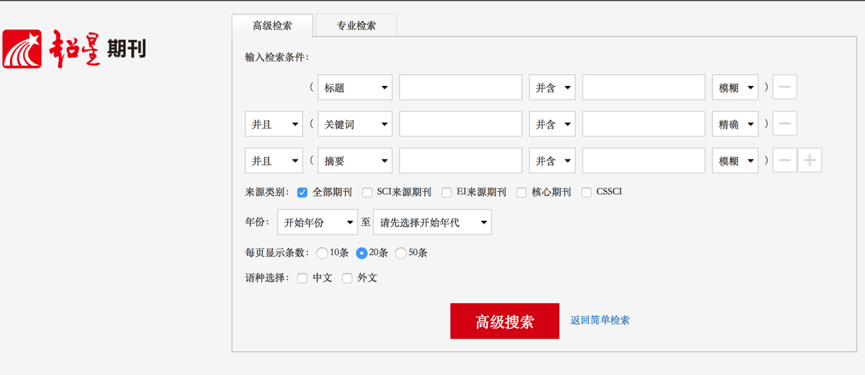 高级检索 专业检索
超星期刊
输入检索条件:
( 标题 并含 模糊 )
并且 ( 关键词 并含 精确 )
并且 ( 摘要 并含 模糊 )
来源类别: 全部期刊 SCI来源期刊 EI来源期刊 核心期刊 CSSCI
年份: 开始年份 至 请先选择开始年代
每页显示条数: 10条 20条 50条
语种选择: 中文 外文
高级搜索 返回简单检索